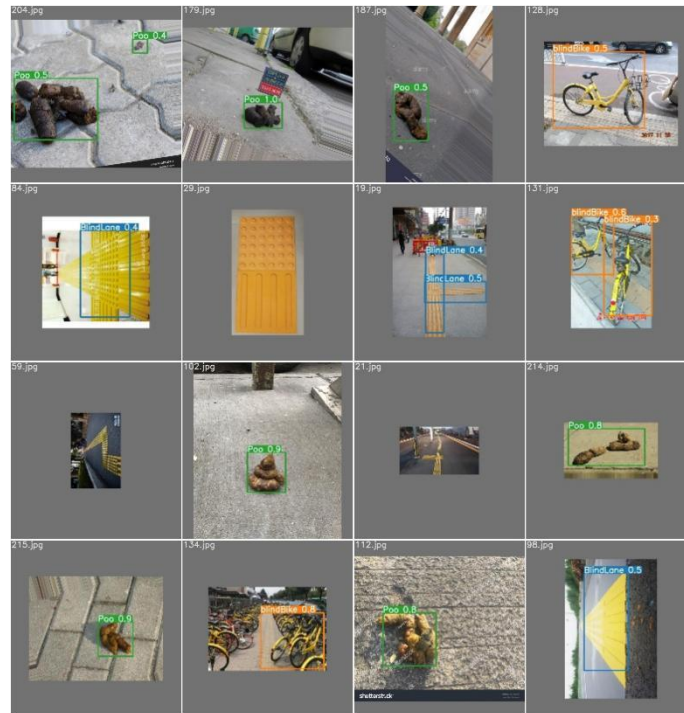 204.jpg
179.jpg
187.jpg
128.jpg
Poo 0.4
Poo 0.5
Poo 1.0
Poo 0.5
blindBike 0.5
84.jpg
29.jpg
19.jpg
131.jpg
BlindLane 0.4
BlindLane 0.4
BlindLane 0.5
blindBike 0.6
blindBike 0.3
59.jpg
102.jpg
21.jpg
214.jpg
Poo 0.9
Poo 0.8
215.jpg
134.jpg
112.jpg
98.jpg
Poo 0.9
blindBike 0.8
Poo 0.8
BlindLane 0.5
shutterstock